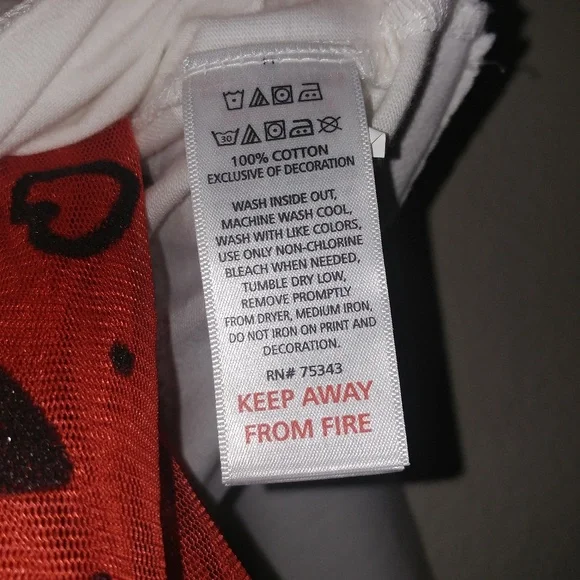 30
100% COTTON
EXCLUSIVE OF DECORATION
WASH INSIDE OUT,
MACHINE WASH COOL,
WASH WITH LIKE COLORS,
USE ONLY NON-CHLORINE
BLEACH WHEN NEEDED,
TUMBLE DRY LOW,
REMOVE PROMPTLY
FROM DRYER, MEDIUM IRON,
DO NOT IRON ON PRINT AND
DECORATION.
RN# 75343
KEEP AWAY
FROM FIRE